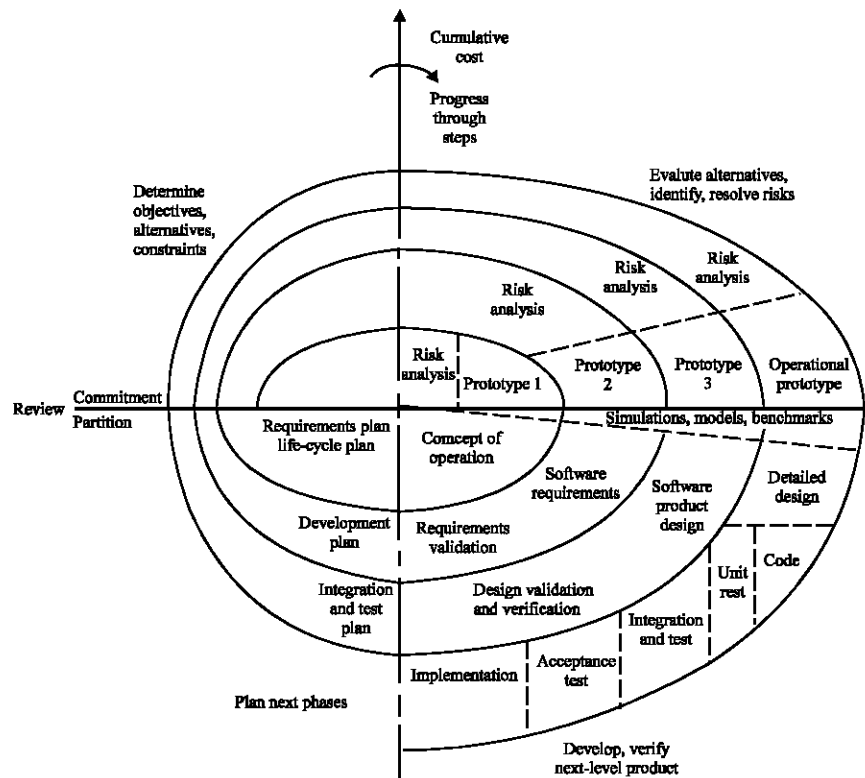 Cumulative
cost
Progress
through
steps
Determine
objectives,
alternatives,
constraints
Evaluate alternatives,
identify, resolve risks
Risk
analysis
Risk
analysis
Risk
analysis
Risk
analysis
Prototype 1
Prototype
2
Prototype
3
Operational
prototype
Review
Commitment
Partition
Simulations, models, benchmarks
Requirements plan
life-cycle plan
Comcept of
operation
Software
requirements
Software
product
design
Detailed
design
Development
plan
Requirements
validation
Unit
rest
Code
Integration
and test
plan
Design validation
and verification
Integration
and test
Implementation
Acceptance
test
Plan next phases
Develop, verify
next-level product